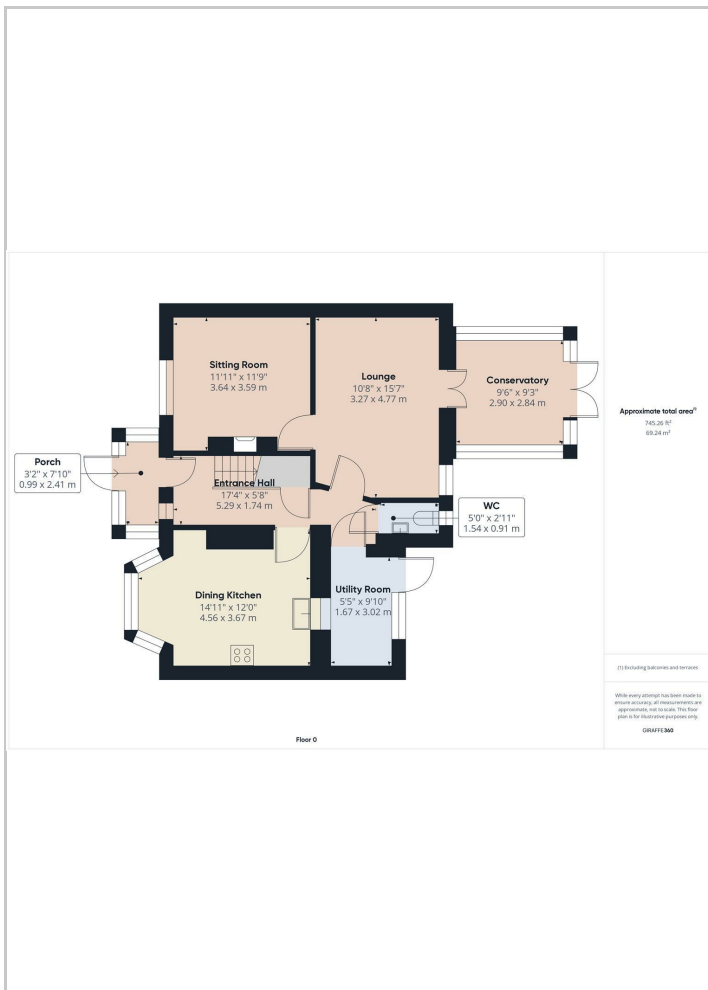 Sitting Room
11'11" x 11'9"
3.64 x 3.59 m
Lounge
10'8" x 15'7"
3.27 x 4.77 m
Conservatory
9'6" x 9'3"
2.90 x 2.84 m
Porch
3'2" x 7'10"
0.99 x 2.41 m
Entrance Hall
17'4" x 5'8"
5.29 x 1.74 m
WC
5'0" x 2'11"
1.54 x 0.91 m
Dining Kitchen
14'11" x 12'0"
4.56 x 3.67 m
Utility Room
5'5" x 9'10"
1.67 x 3.02 m
Floor 0
Approximate total area(1)
745.26 ft²
69.24 m²
(1) Excluding balconies and terraces
While every attempt has been made to
ensure accuracy, all measurements are
approximate, not to scale. This floor
plan is for illustrative purposes only.
GIRAFFE360